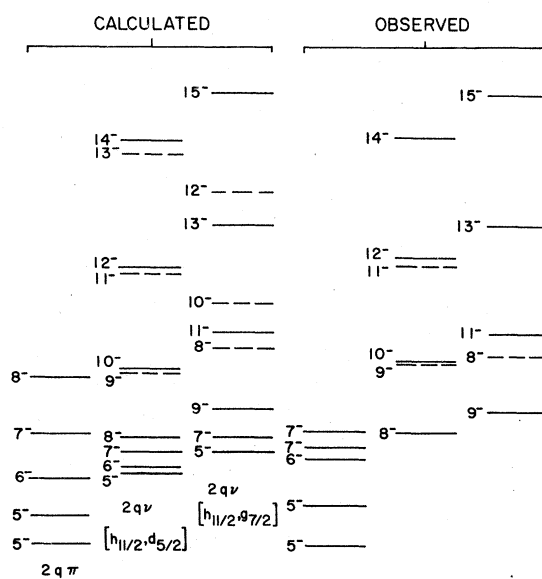 CALCULATED OBSERVED
15⁻ 15⁻
14⁻ 14⁻
13⁻
12⁻
13⁻ 13⁻
12⁻ 12⁻
11⁻ 11⁻
10⁻
11⁻ 11⁻
8⁻ 8⁻
10⁻ 10⁻
8⁻ 9⁻ 9⁻
9⁻ 9⁻
7⁻ 8⁻ 7⁻ 7⁻ 8⁻
7⁻ 5⁻ 7⁻
6⁻ 6⁻
6⁻ 5⁻
2qν 2qν
5⁻ [h11/2,d5/2] [h11/2,g7/2] 5⁻
5⁻ 5⁻
2qπ